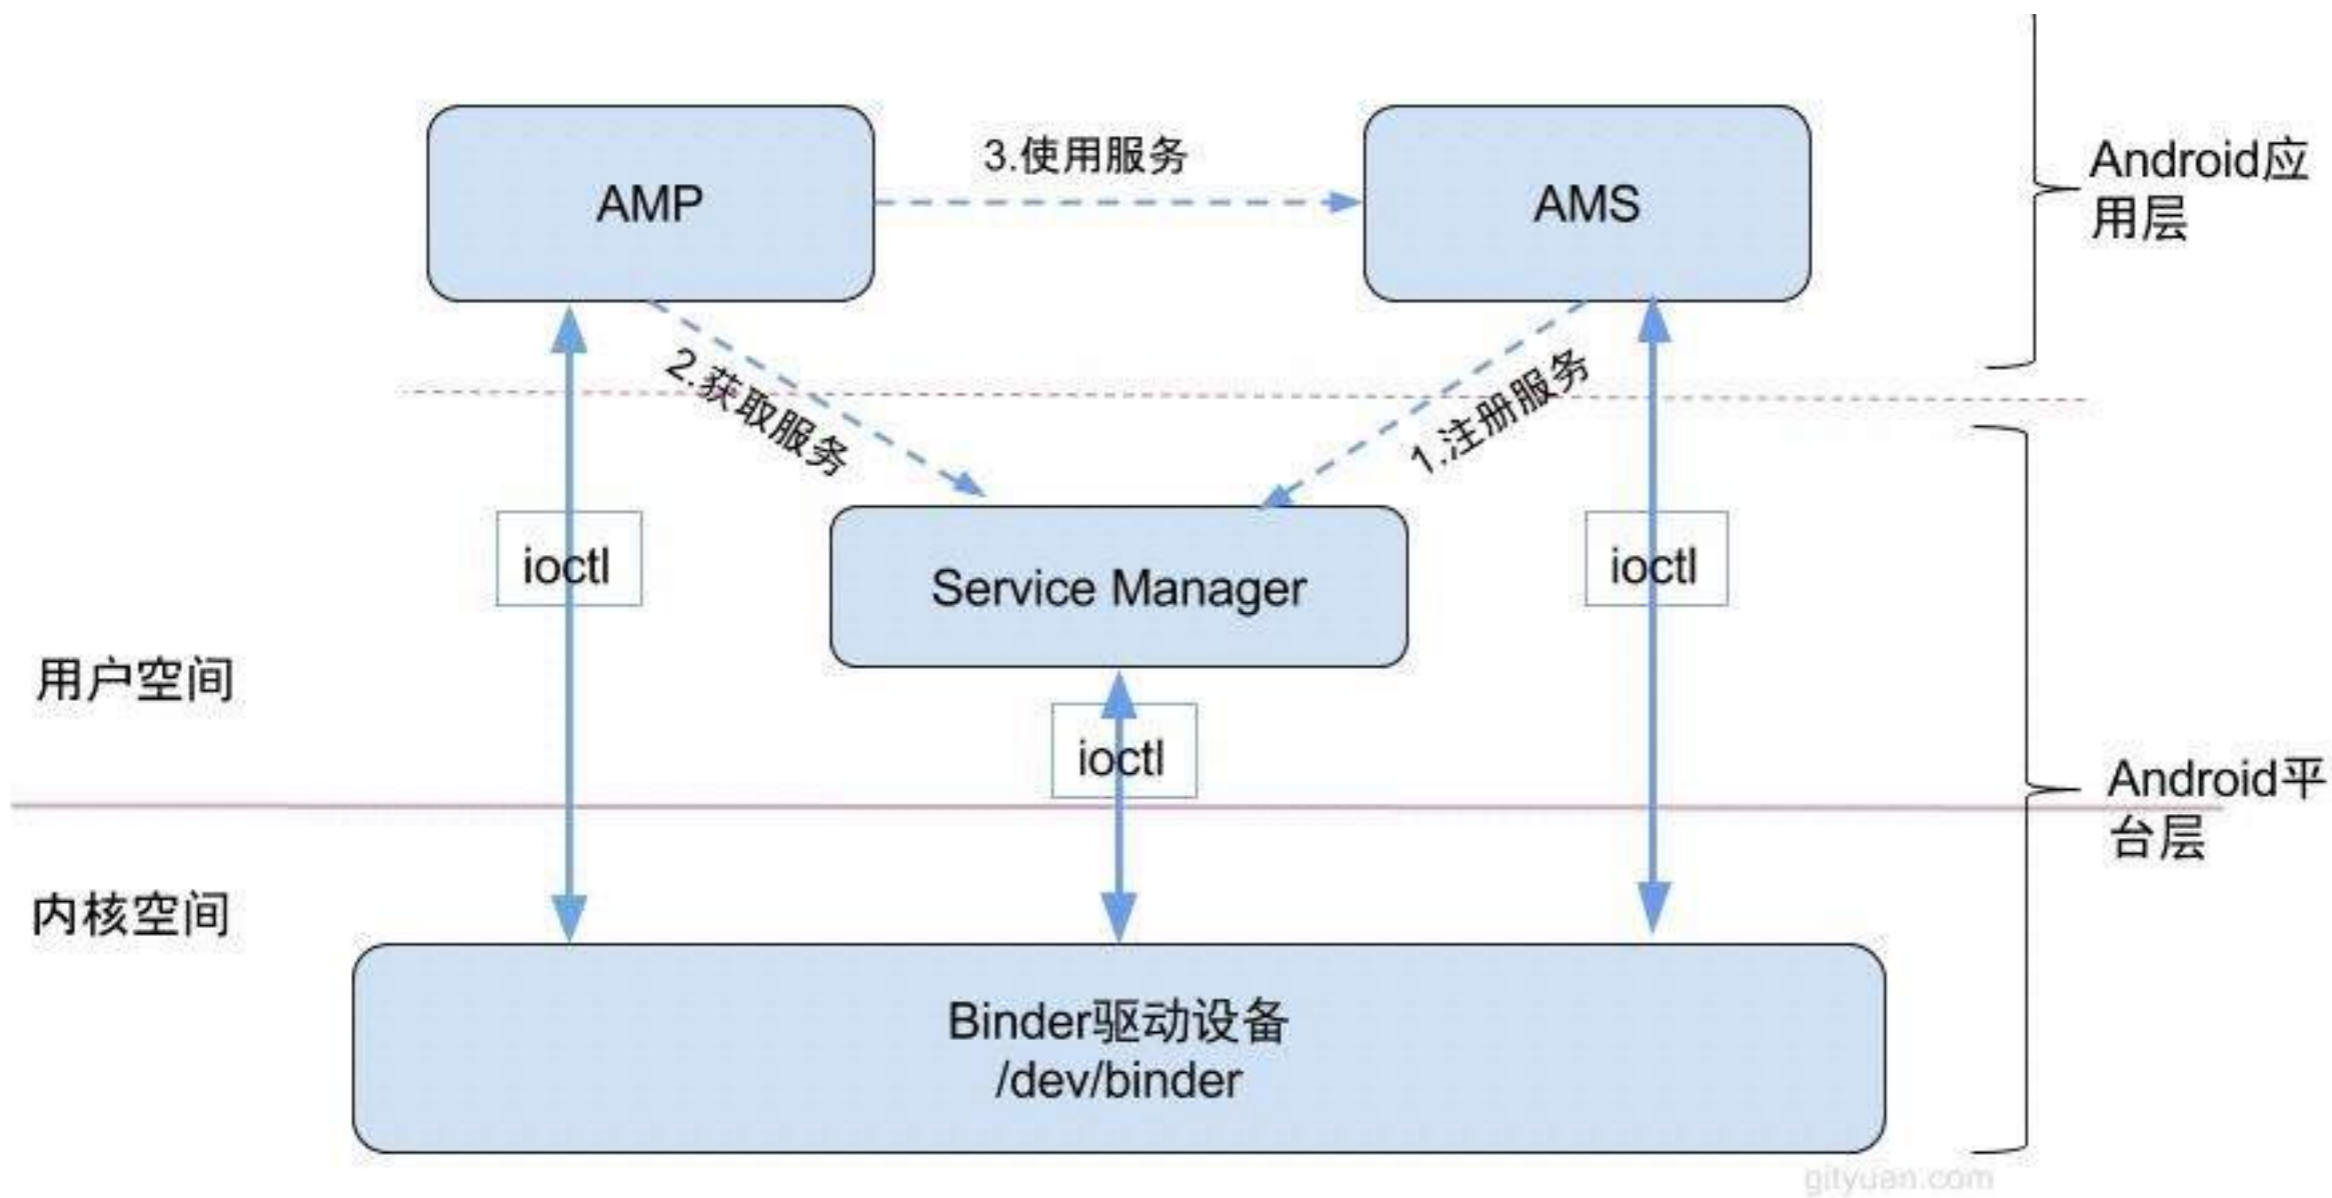 3.使用服务
AMP
AMS
Android应
用层
2.获取服务
1.注册服务
ioctl
ioctl
Service Manager
用户空间
ioctl
Android平
台层
内核空间
Binder驱动设备
/dev/binder
gityuan.com